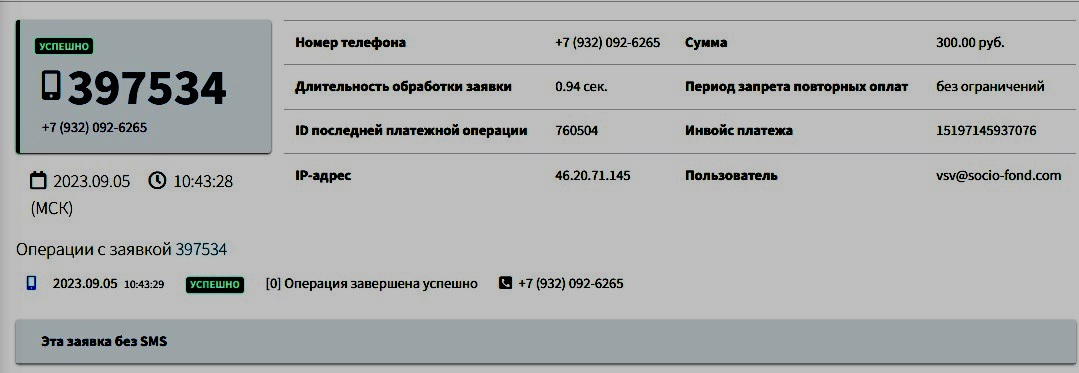 УСПЕШНО
397534
+7 (932) 092-6265
2023.09.05 10:43:28
(МСК)
Номер телефона +7 (932) 092-6265 Сумма 300.00 руб.
Длительность обработки заявки 0.94 сек. Период запрета повторных оплат без ограничений
ID последней платежной операции 760504 Инвойс платежа 15197145937076
IP-адрес 46.20.71.145 Пользователь vsv@socio-fond.com
Операции с заявкой 397534
2023.09.05 10:43:29 УСПЕШНО [0] Операция завершена успешно +7 (932) 092-6265
Эта заявка без SMS